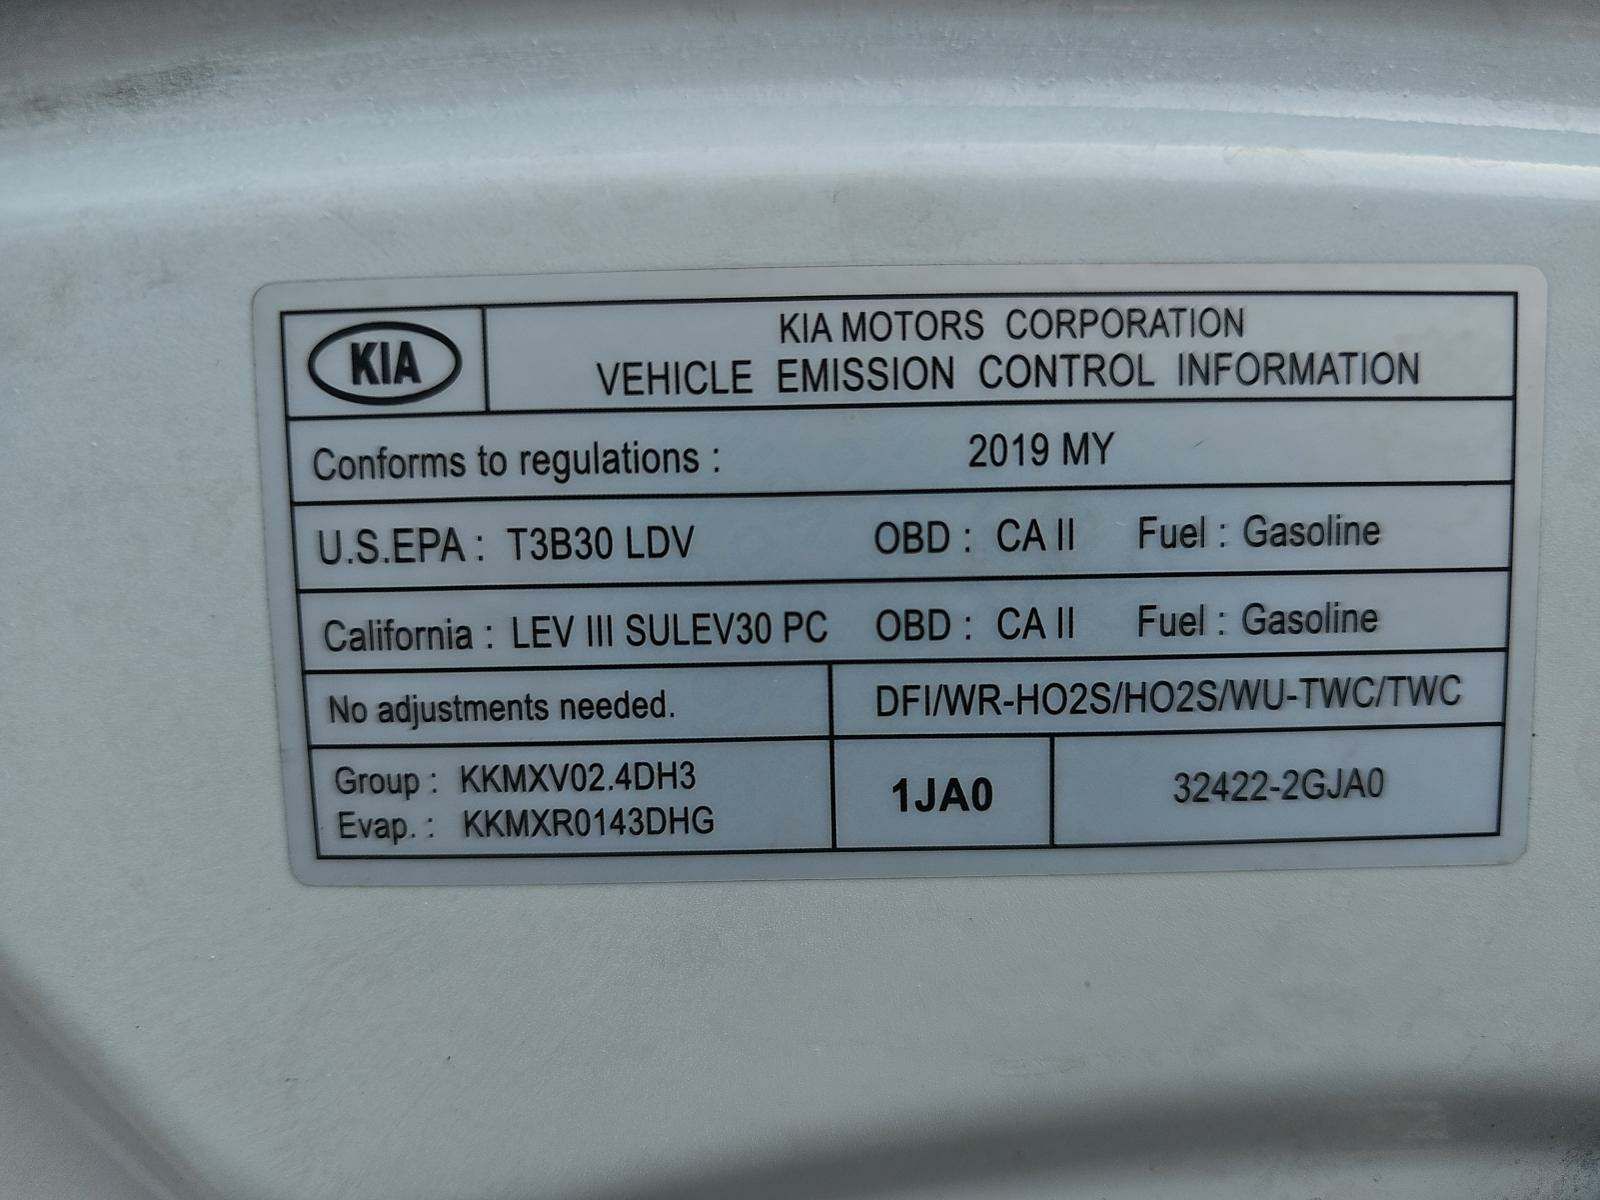 KIA
KIA MOTORS CORPORATION
VEHICLE EMISSION CONTROL INFORMATION
Conforms to regulations : 2019 MY
U.S.EPA : T3B30 LDV OBD : CA II Fuel : Gasoline
California : LEV III SULEV30 PC OBD : CA II Fuel : Gasoline
No adjustments needed. DFI/WR-HO2S/HO2S/WU-TWC/TWC
Group : KKMXV02.4DH3
Evap. : KKMXR0143DHG
1JA0
32422-2GJA0